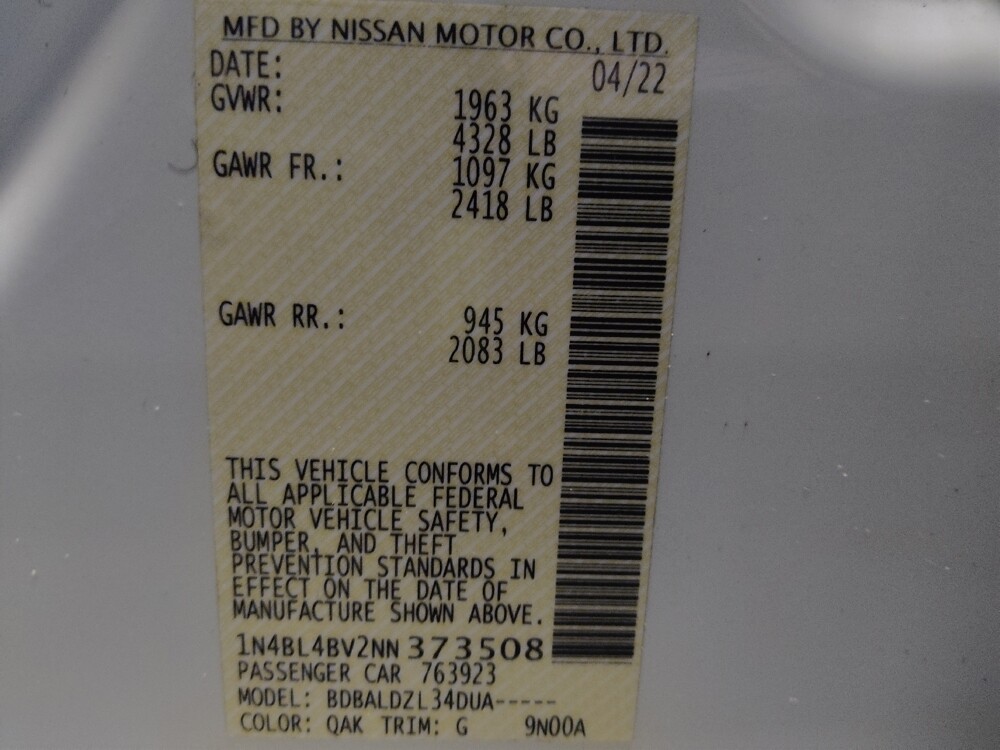 MFD BY NISSAN MOTOR CO., LTD.
DATE: 04/22
GVWR: 1963 KG
4328 LB
GAWR FR.: 1097 KG
2418 LB
GAWR RR.: 945 KG
2083 LB
THIS VEHICLE CONFORMS TO
ALL APPLICABLE FEDERAL
MOTOR VEHICLE SAFETY,
BUMPER, AND THEFT
PREVENTION STANDARDS IN
EFFECT ON THE DATE OF
MANUFACTURE SHOWN ABOVE.
1N4BL4BV2NN373508
PASSENGER CAR 763923
MODEL: BDBALDZL34DUA-----
COLOR: QAK TRIM: G 9N00A